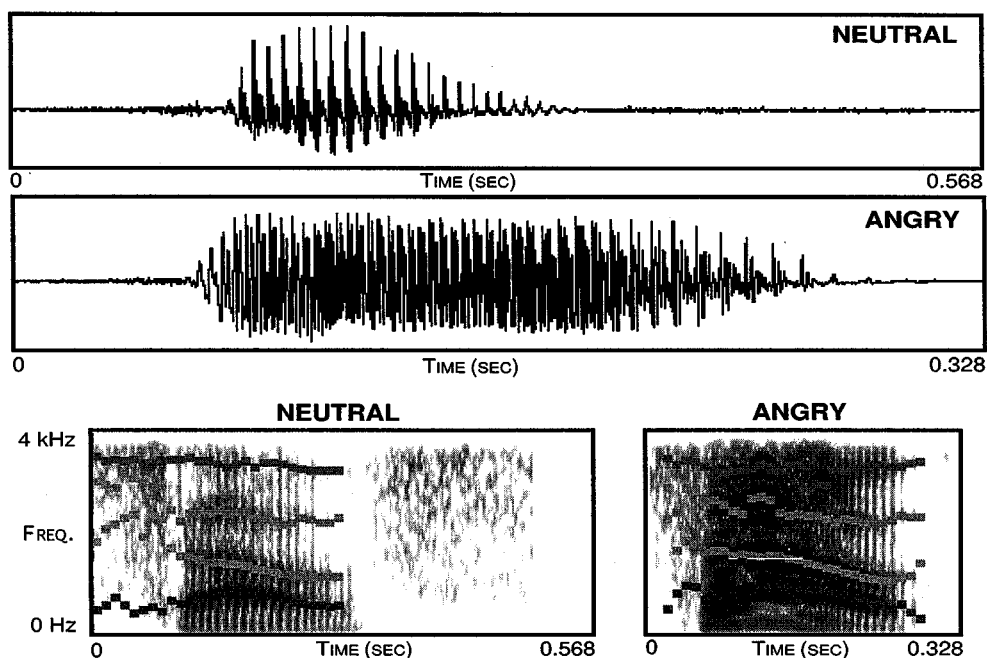 NEUTRAL
0 TIME (SEC) 0.568
ANGRY
0 TIME (SEC) 0.328
NEUTRAL ANGRY
4 kHz
FREQ.
0 Hz
0 TIME (SEC) 0.568 0 TIME (SEC) 0.328